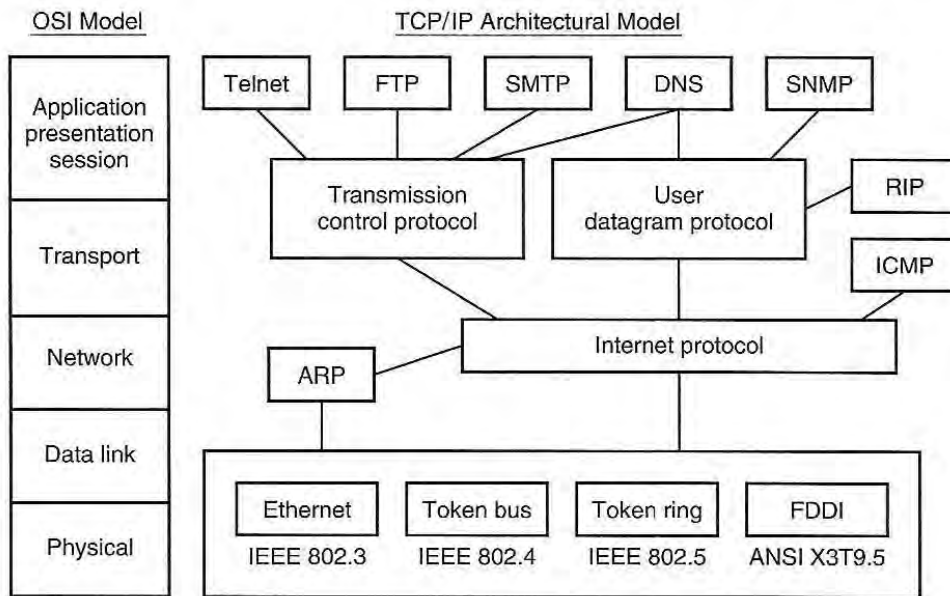 OSI Model
TCP/IP Architectural Model
Application
presentation
session
Transport
Network
Data link
Physical
Telnet
FTP
SMTP
DNS
SNMP
Transmission
control protocol
User
datagram protocol
RIP
ICMP
Internet protocol
ARP
Ethernet
Token bus
Token ring
FDDI
IEEE 802.3
IEEE 802.4
IEEE 802.5
ANSI X3T9.5